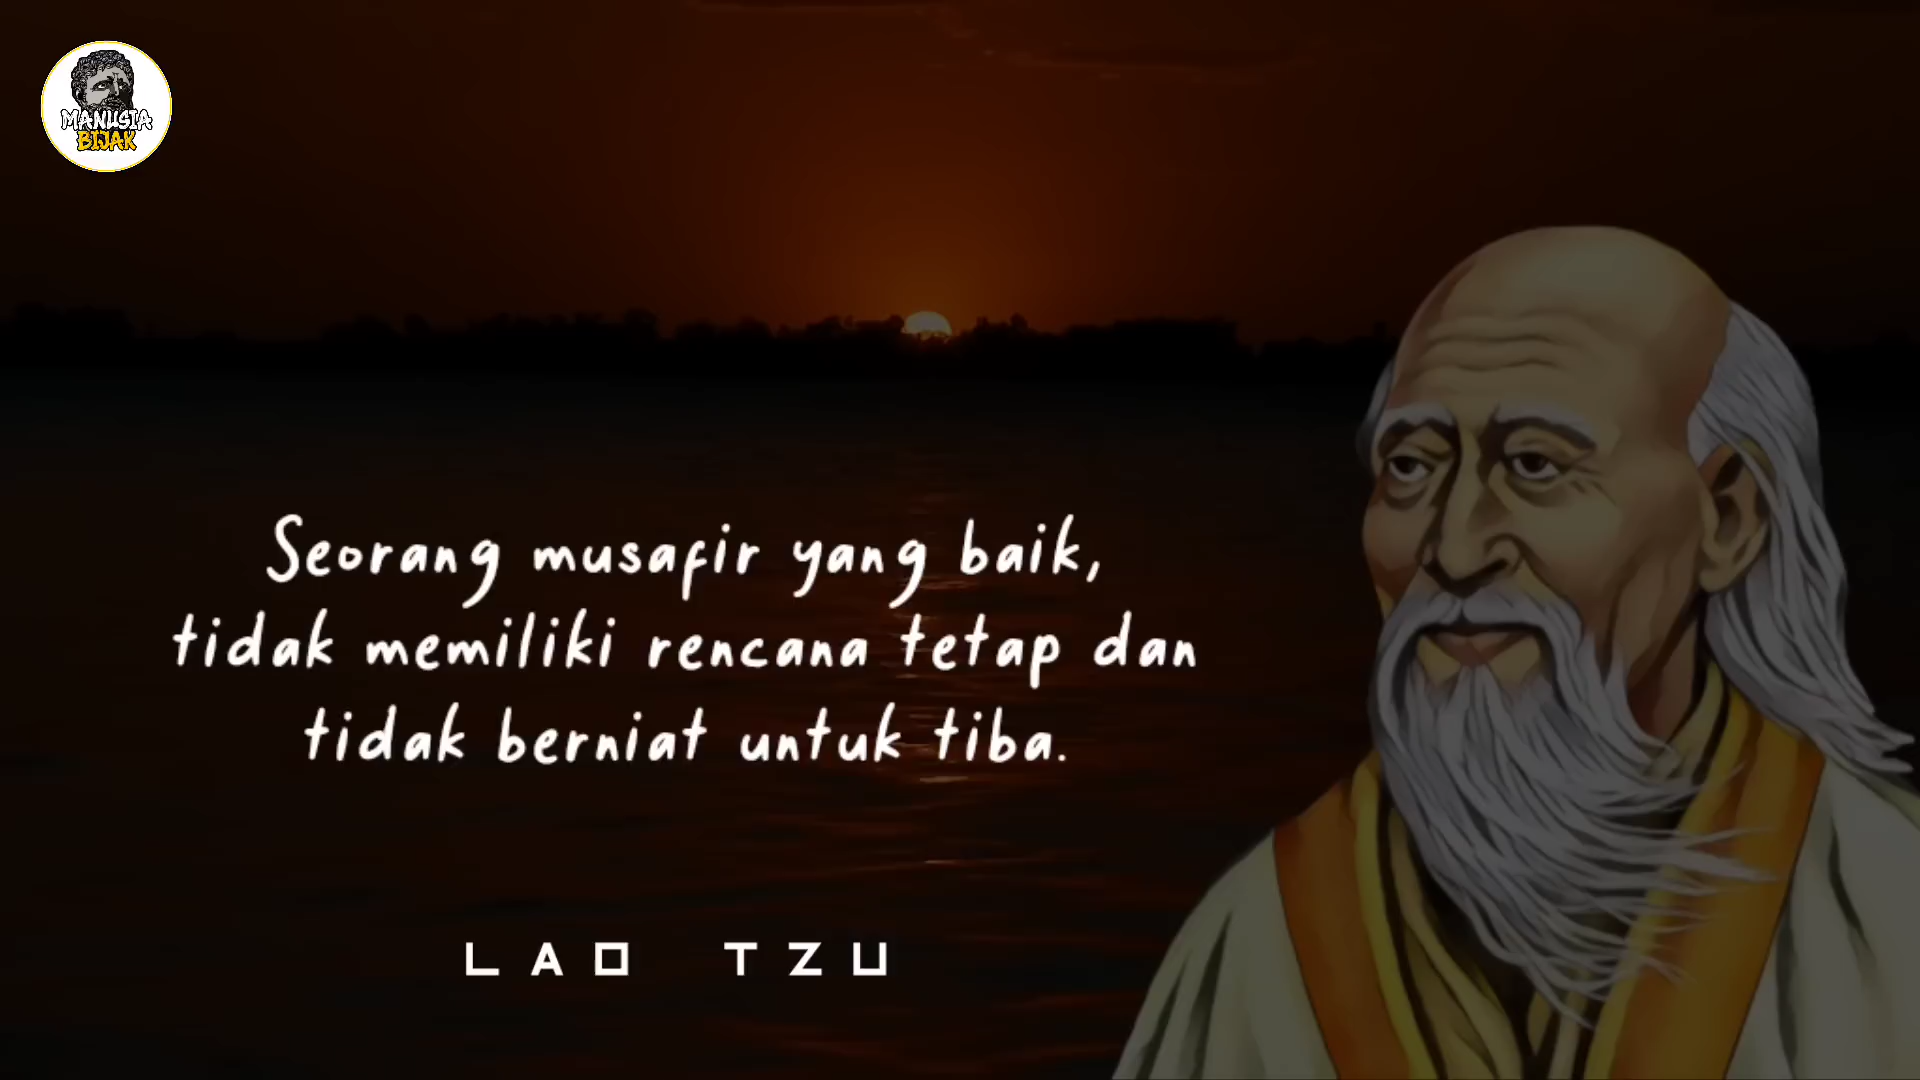 MANUSIA
BIJAK
Seorang musafir yang baik,
tidak memiliki rencana tetap dan
tidak berniat untuk tiba.
LAO TZU